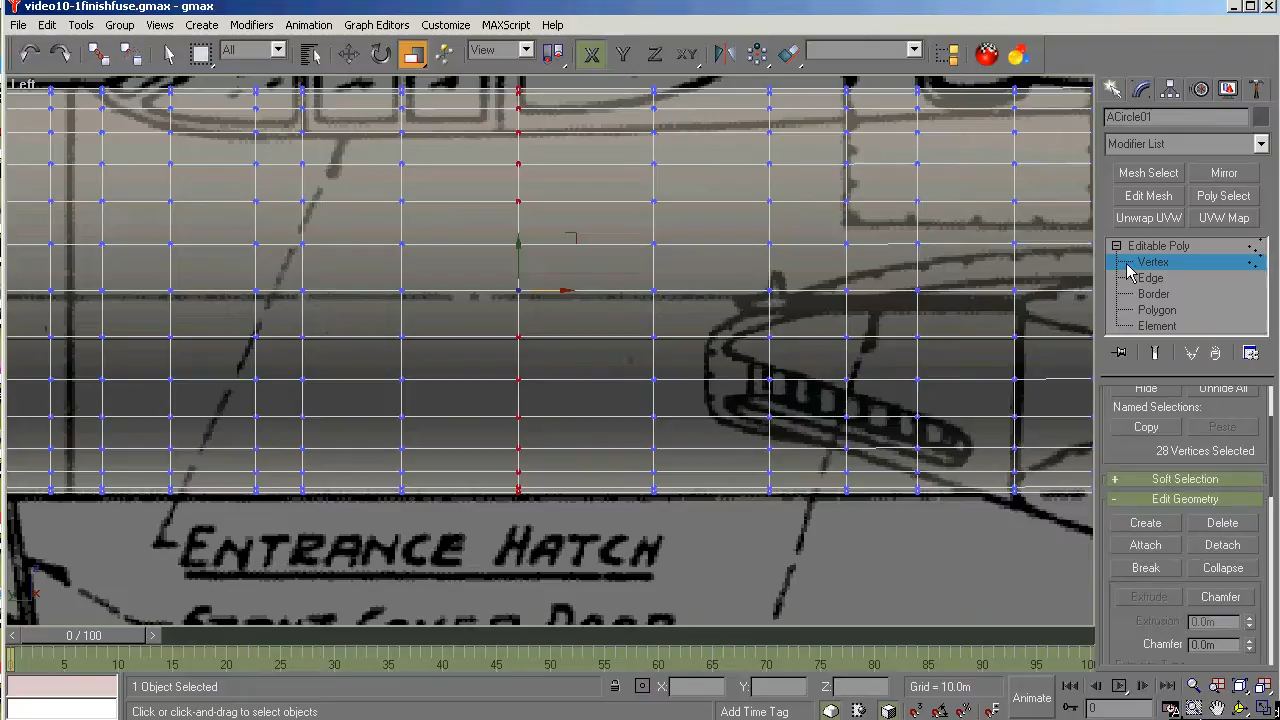 video10-1finishfuse.gmax - gmax
File Edit Tools Group Views Create Modifiers Animation Graph Editors Customize MAXScript Help
All View X Y Z XY
Left
ACircle01
Modifier List
Mesh Select Mirror
Edit Mesh Poly Select
Unwrap UVW UVW Map
Editable Poly
Vertex
Edge
Border
Polygon
Element
Hide Unhide All
Named Selections:
Copy Paste
28 Vertices Selected
+ Soft Selection
- Edit Geometry
Create Delete
Attach Detach
Break Collapse
Extrude Chamfer
Extrusion: 0.0m
Chamfer: 0.0m
ENTRANCE HATCH
< 0 / 100 >
0 5 10 15 20 25 30 35 40 45 50 55 60 65 70 75 80 85 90 95 100
1 Object Selected X: Y: Z: Grid = 10.0m Animate
Click or click-and-drag to select objects Add Time Tag 0